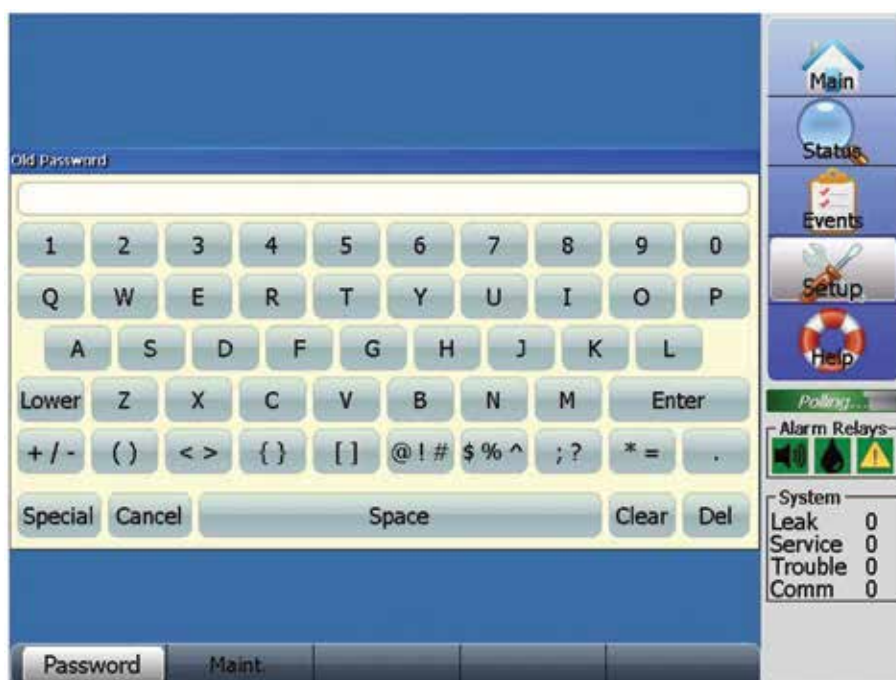 Main
Status
Events
Setup
Help
Polling...
Alarm Relays
System
Leak 0
Service 0
Trouble 0
Comm 0
Old Password
1 2 3 4 5 6 7 8 9 0
Q W E R T Y U I O P
A S D F G H J K L
Lower Z X C V B N M Enter
+ / - ( ) < > { } [ ] @ ! # $ % ^ ; ? * = .
Special Cancel Space Clear Del
Password Maint